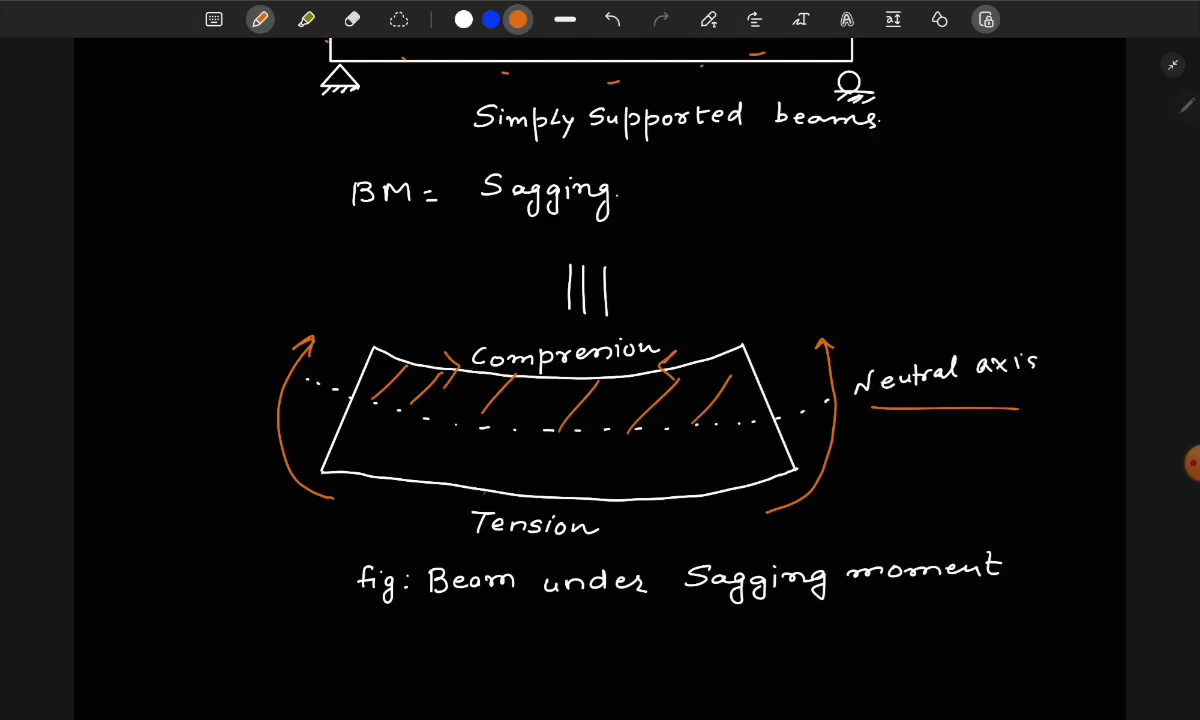 Simply supported beams.
BM = Sagging.
Compression
Neutral axis
Tension
fig: Beam under Sagging moment